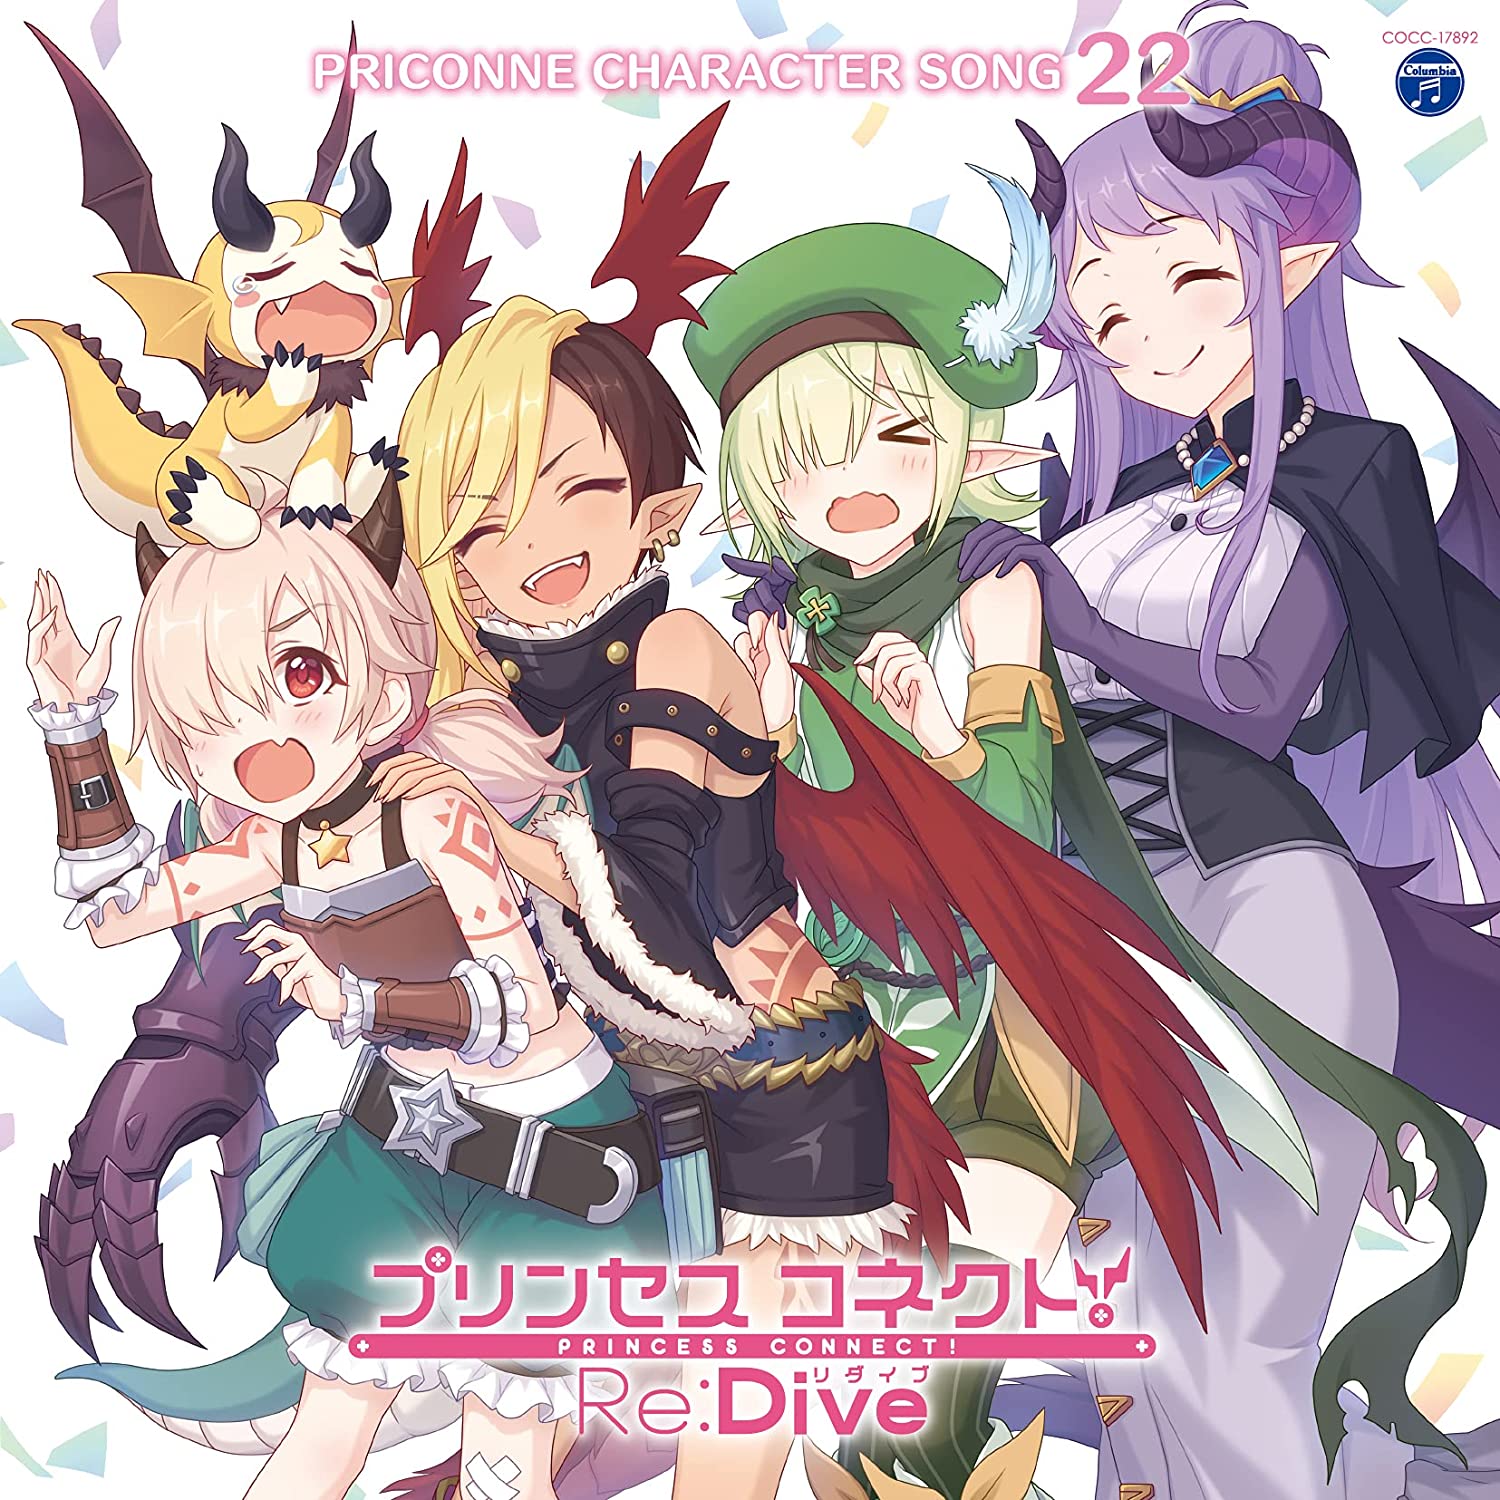 PRICONNE CHARACTER SONG 22
COCC-17892
Columbia
プリンセス コネクト!
PRINCESS CONNECT!
リダイブ
Re:Dive